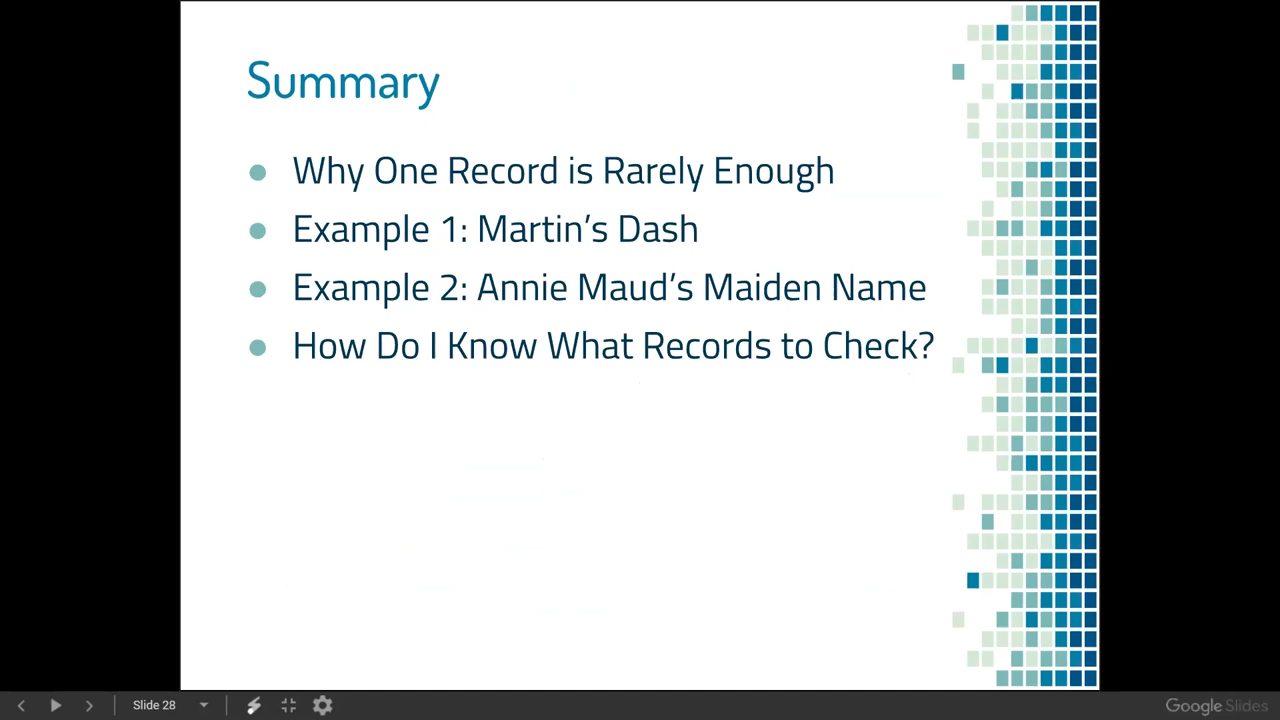 Summary
Why One Record is Rarely Enough
Example 1: Martin’s Dash
Example 2: Annie Maud’s Maiden Name
How Do I Know What Records to Check?
Slide 28
Google Slides